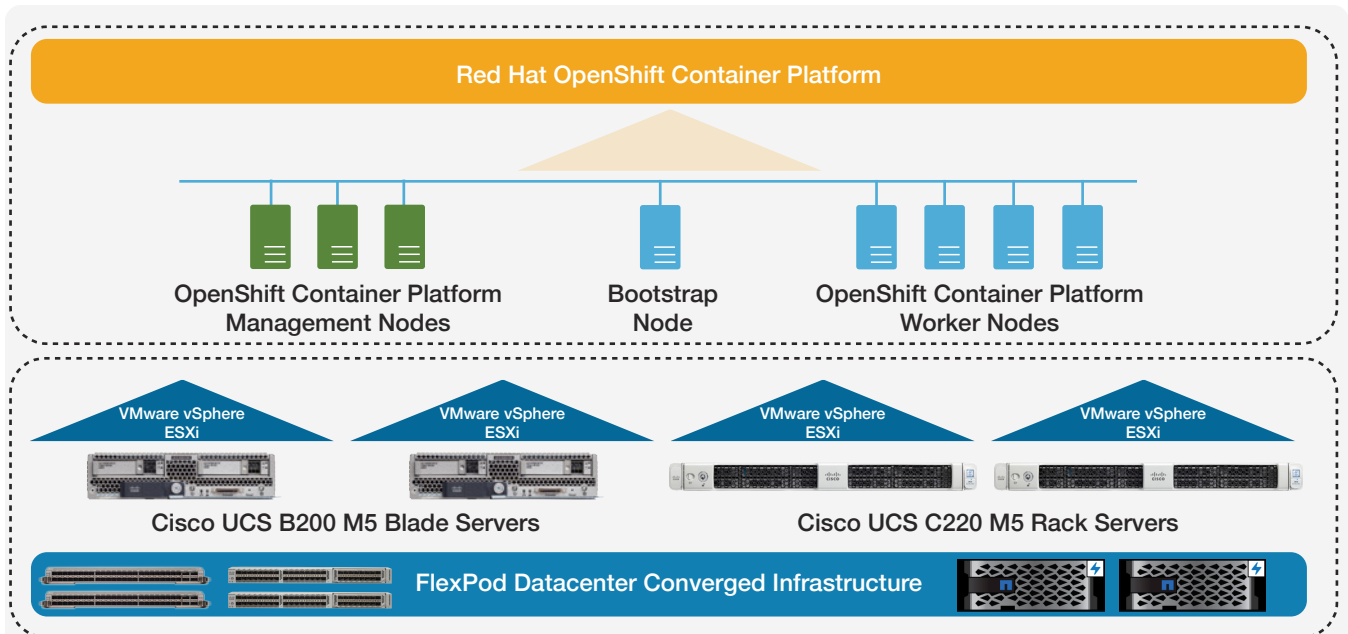 Red Hat OpenShift Container Platform
OpenShift Container Platform
Management Nodes
Bootstrap
Node
OpenShift Container Platform
Worker Nodes
VMware vSphere
ESXi
VMware vSphere
ESXi
VMware vSphere
ESXi
VMware vSphere
ESXi
Cisco UCS B200 M5 Blade Servers
Cisco UCS C220 M5 Rack Servers
FlexPod Datacenter Converged Infrastructure